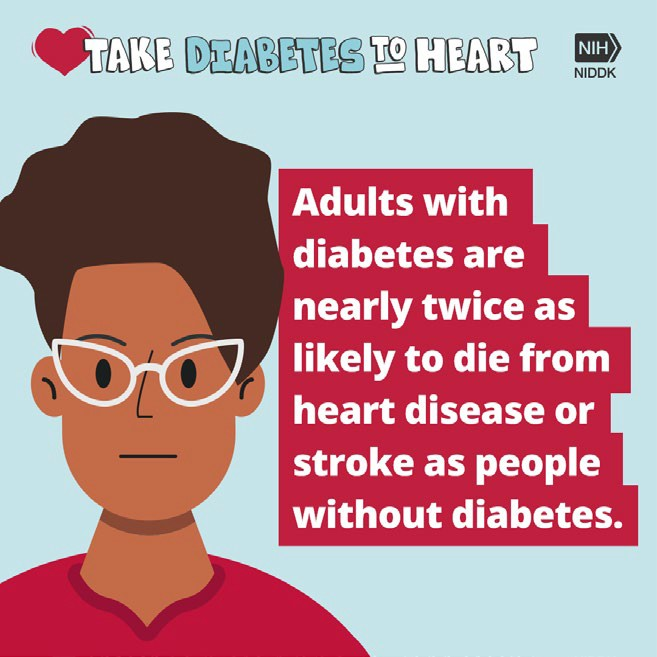 TAKE DIABETES TO HEART
NIH
NIDDK
Adults with
diabetes are
nearly twice as
likely to die from
heart disease or
stroke as people
without diabetes.